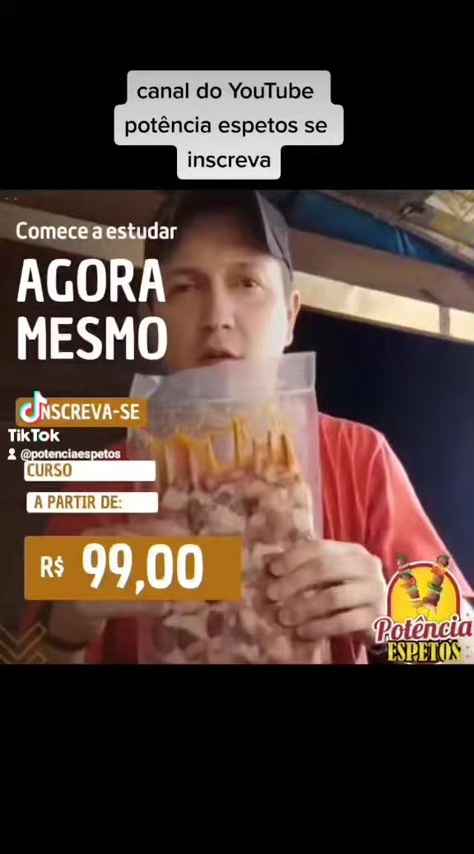 canal do YouTube
potência espetos se
inscreva
Comece a estudar
AGORA
MESMO
INSCREVA-SE
TikTok
@potenciaespetos
CURSO
A PARTIR DE:
R$ 99,00
Potência
ESPETOS